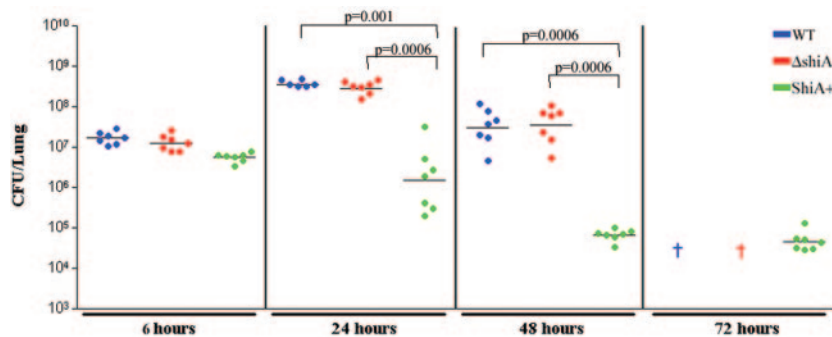 10¹⁰
10⁹
10⁸
10⁷
10⁶
10⁵
10⁴
10³
CFU/Lung
p=0.001
p=0.0006
p=0.0006
p=0.0006
WT
ΔshiA
ShiA+
†
†
6 hours
24 hours
48 hours
72 hours